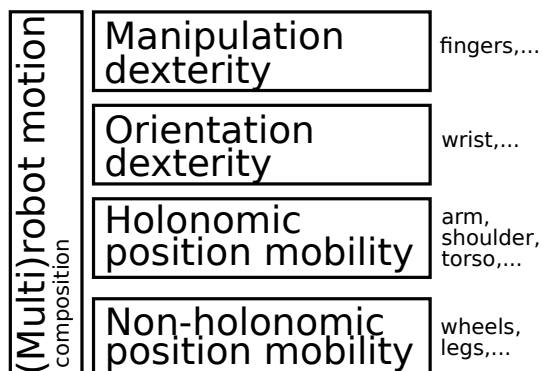 (Multi)robot motion
composition
Manipulation
dexterity
fingers,...
Orientation
dexterity
wrist,...
Holonomic
position mobility
arm,
shoulder,
torso,...
Non-holonomic
position mobility
wheels,
legs,...